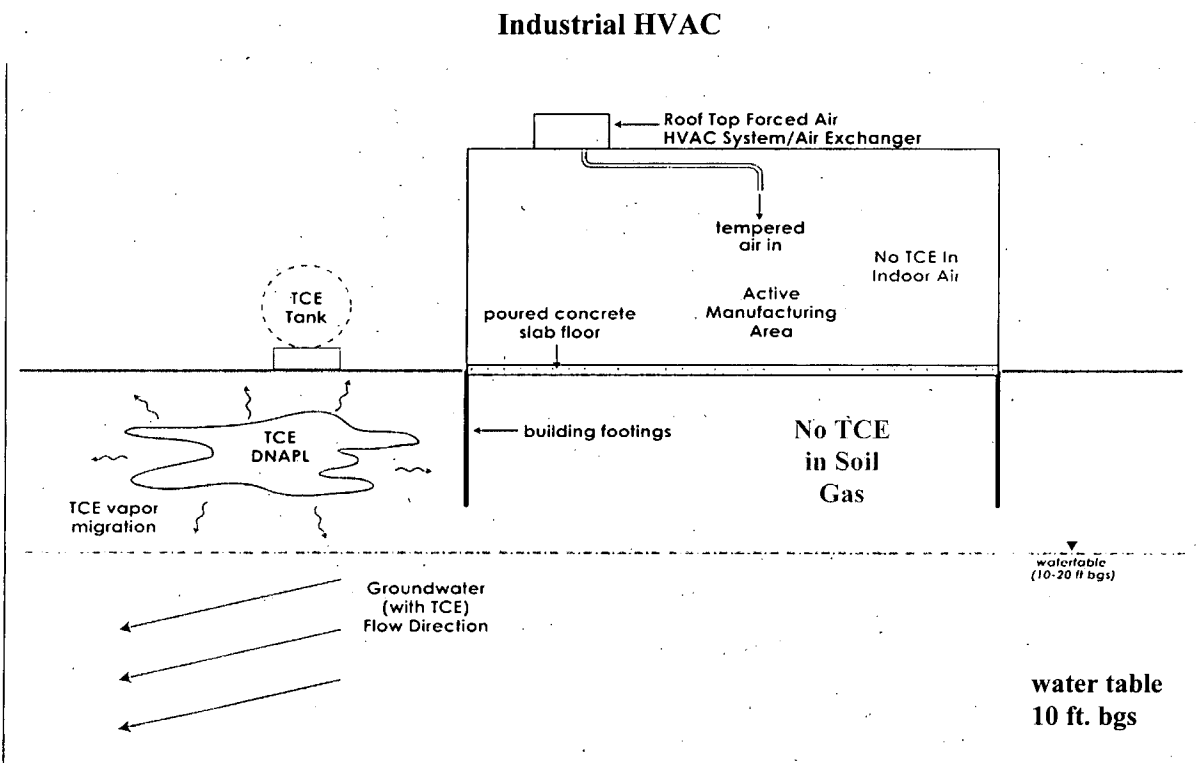 Industrial HVAC
Roof Top Forced Air
HVAC System/Air Exchanger
tempered
air in
No TCE In
Indoor Air
TCE
Tank
poured concrete
slab floor
Active
Manufacturing
Area
TCE
DNAPL
building footings
No TCE
in Soil
Gas
TCE vapor
migration
watertable
(10-20 ft bgs)
Groundwater
(with TCE)
Flow Direction
water table
10 ft. bgs